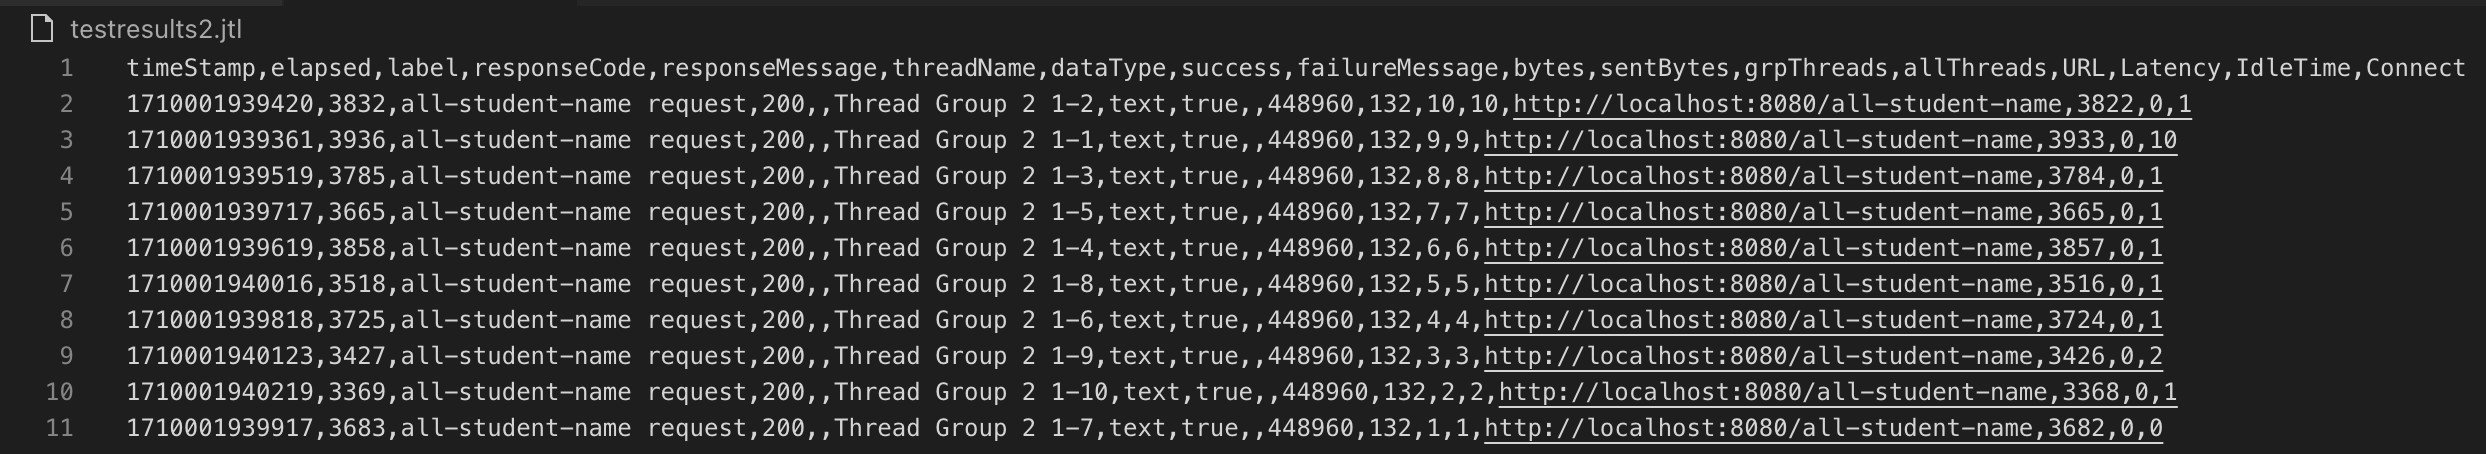 testresults2.jtl
1 timeStamp,elapsed,label,responseCode,responseMessage,threadName,dataType,success,failureMessage,bytes,sentBytes,grpThreads,allThreads,URL,Latency,IdleTime,Connect
2 1710001939420,3832,all-student-name request,200,,Thread Group 2 1-2,text,true,,448960,132,10,10,http://localhost:8080/all-student-name,3822,0,1
3 1710001939361,3936,all-student-name request,200,,Thread Group 2 1-1,text,true,,448960,132,9,9,http://localhost:8080/all-student-name,3933,0,10
4 1710001939519,3785,all-student-name request,200,,Thread Group 2 1-3,text,true,,448960,132,8,8,http://localhost:8080/all-student-name,3784,0,1
5 1710001939717,3665,all-student-name request,200,,Thread Group 2 1-5,text,true,,448960,132,7,7,http://localhost:8080/all-student-name,3665,0,1
6 1710001939619,3858,all-student-name request,200,,Thread Group 2 1-4,text,true,,448960,132,6,6,http://localhost:8080/all-student-name,3857,0,1
7 1710001940016,3518,all-student-name request,200,,Thread Group 2 1-8,text,true,,448960,132,5,5,http://localhost:8080/all-student-name,3516,0,1
8 1710001939818,3725,all-student-name request,200,,Thread Group 2 1-6,text,true,,448960,132,4,4,http://localhost:8080/all-student-name,3724,0,1
9 1710001940123,3427,all-student-name request,200,,Thread Group 2 1-9,text,true,,448960,132,3,3,http://localhost:8080/all-student-name,3426,0,2
10 1710001940219,3369,all-student-name request,200,,Thread Group 2 1-10,text,true,,448960,132,2,2,http://localhost:8080/all-student-name,3368,0,1
11 1710001939917,3683,all-student-name request,200,,Thread Group 2 1-7,text,true,,448960,132,1,1,http://localhost:8080/all-student-name,3682,0,0